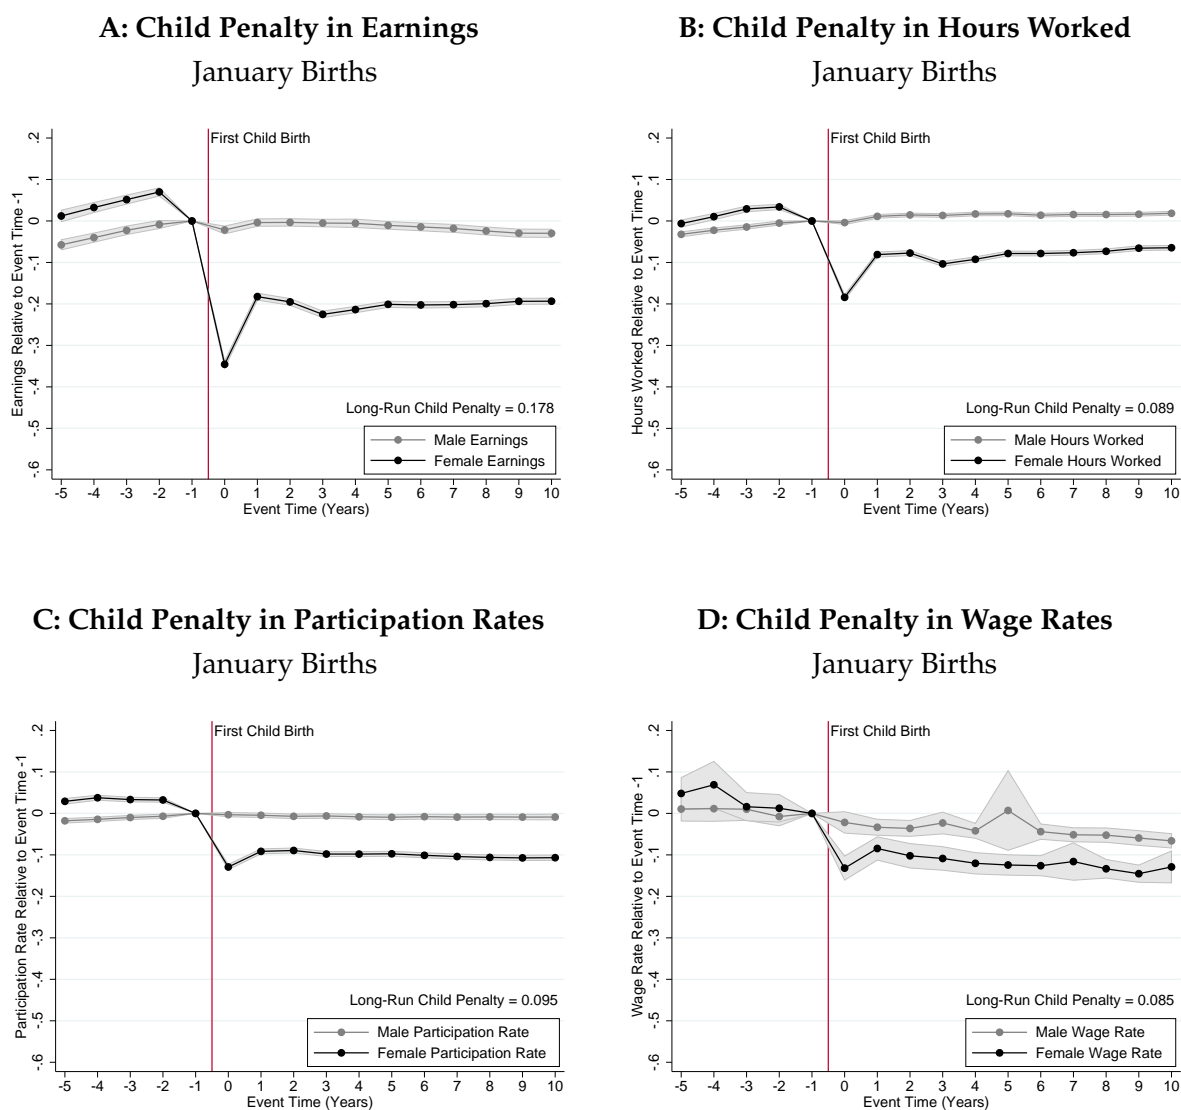 A: Child Penalty in Earnings
January Births
.2
.1
0
-.1
-.2
-.3
-.4
-.5
-.6
Earnings Relative to Event Time -1
First Child Birth
Long-Run Child Penalty = 0.178
Male Earnings
Female Earnings
-5 -4 -3 -2 -1 0 1 2 3 4 5 6 7 8 9 10
Event Time (Years)
B: Child Penalty in Hours Worked
January Births
.2
.1
0
-.1
-.2
-.3
-.4
-.5
-.6
Hours Worked Relative to Event Time -1
First Child Birth
Long-Run Child Penalty = 0.089
Male Hours Worked
Female Hours Worked
-5 -4 -3 -2 -1 0 1 2 3 4 5 6 7 8 9 10
Event Time (Years)
C: Child Penalty in Participation Rates
January Births
.2
.1
0
-.1
-.2
-.3
-.4
-.5
-.6
Participation Rate Relative to Event Time -1
First Child Birth
Long-Run Child Penalty = 0.095
Male Participation Rate
Female Participation Rate
-5 -4 -3 -2 -1 0 1 2 3 4 5 6 7 8 9 10
Event Time (Years)
D: Child Penalty in Wage Rates
January Births
.2
.1
0
-.1
-.2
-.3
-.4
-.5
-.6
Wage Rate Relative to Event Time -1
First Child Birth
Long-Run Child Penalty = 0.085
Male Wage Rate
Female Wage Rate
-5 -4 -3 -2 -1 0 1 2 3 4 5 6 7 8 9 10
Event Time (Years)